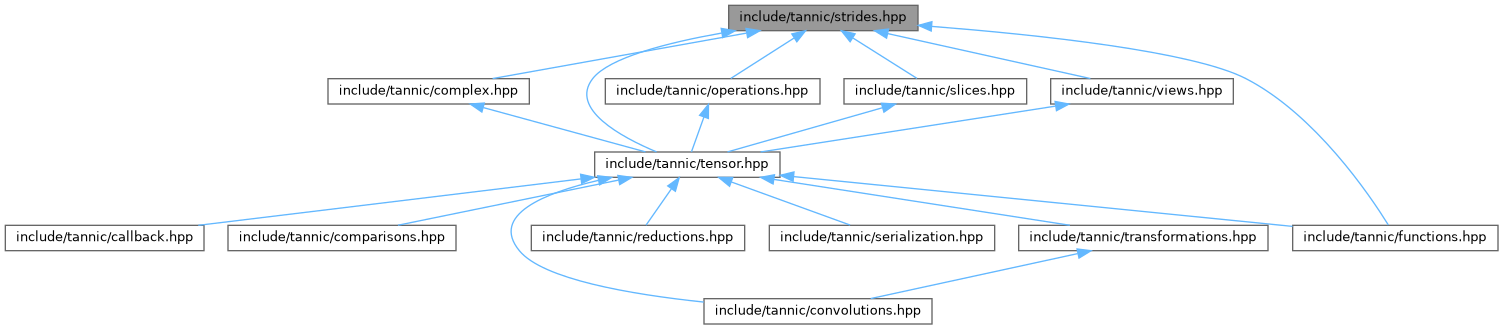 include/tannic/strides.hpp
include/tannic/complex.hpp
include/tannic/operations.hpp
include/tannic/slices.hpp
include/tannic/views.hpp
include/tannic/tensor.hpp
include/tannic/callback.hpp
include/tannic/comparisons.hpp
include/tannic/reductions.hpp
include/tannic/serialization.hpp
include/tannic/transformations.hpp
include/tannic/functions.hpp
include/tannic/convolutions.hpp